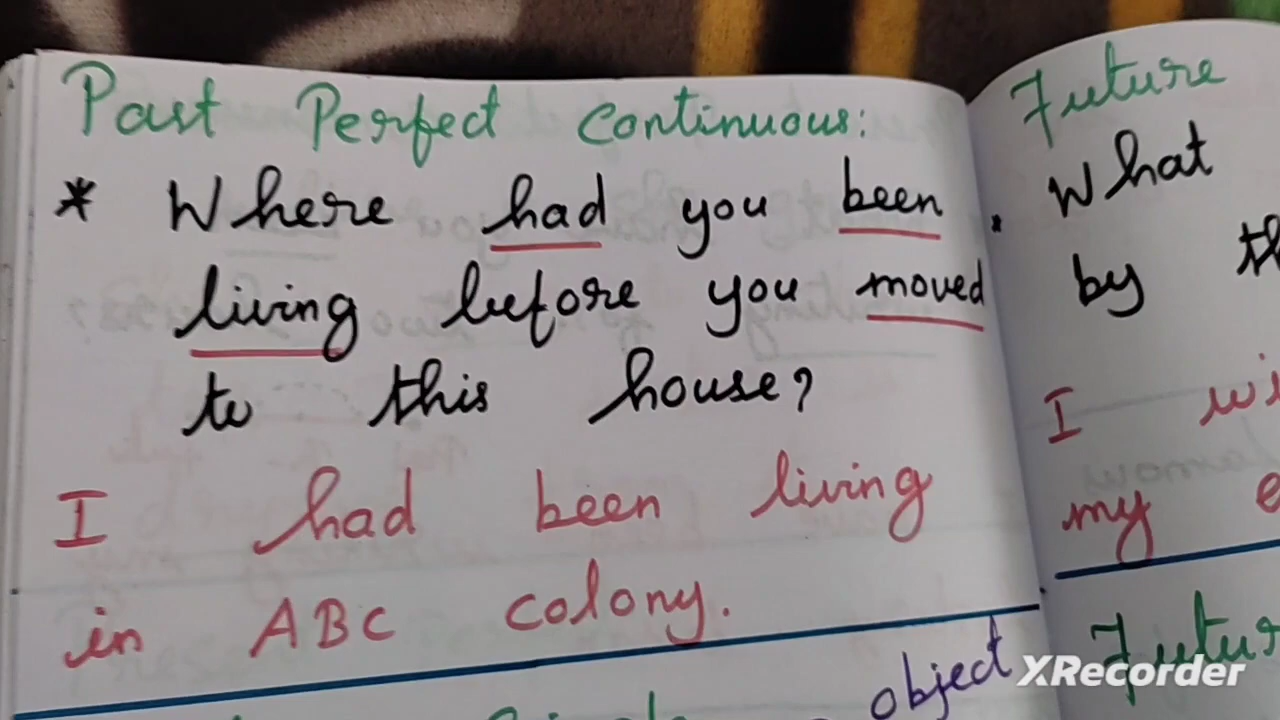 Past Perfect Continuous:
* Where had you been
living before you moved
to this house?
I had been living
in ABC colony.
object
Future
What
by
I
my
XRecorder